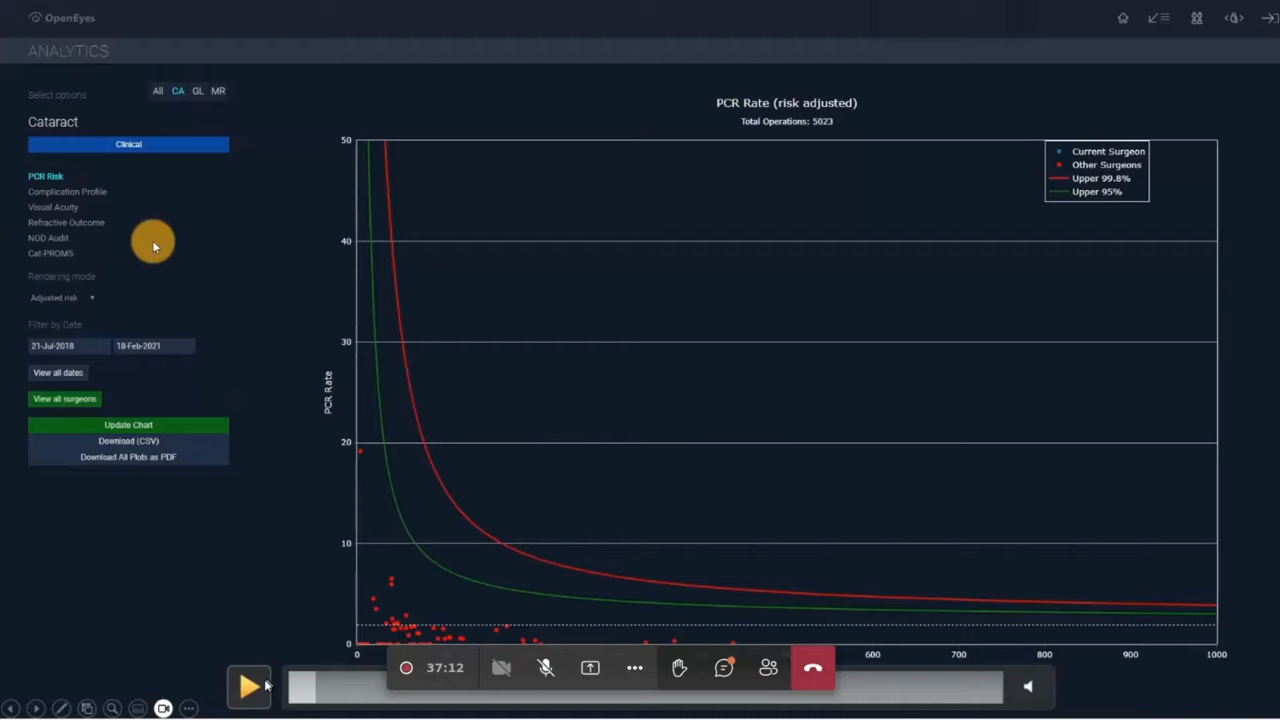 OpenEyes
ANALYTICS
Select options
All CA GL MR
Cataract
Clinical
PCR Risk
Complication Profile
Visual Acuity
Refractive Outcome
NOD Audit
Cat-PROM5
Rendering mode
Adjusted risk
Filter by Date
21-Jul-2018 18-Feb-2021
View all dates
View all surgeons
Update Chart
Download (CSV)
Download All Plots as PDF
PCR Rate (risk adjusted)
Total Operations: 5023
Current Surgeon
Other Surgeons
Upper 99.8%
Upper 95%
PCR Rate
50
40
30
20
10
0
0 600 700 800 900 1000
37:12